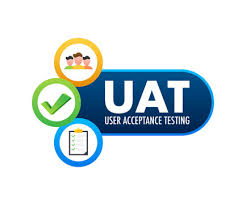 UAT
USER ACCEPTANCE TESTING